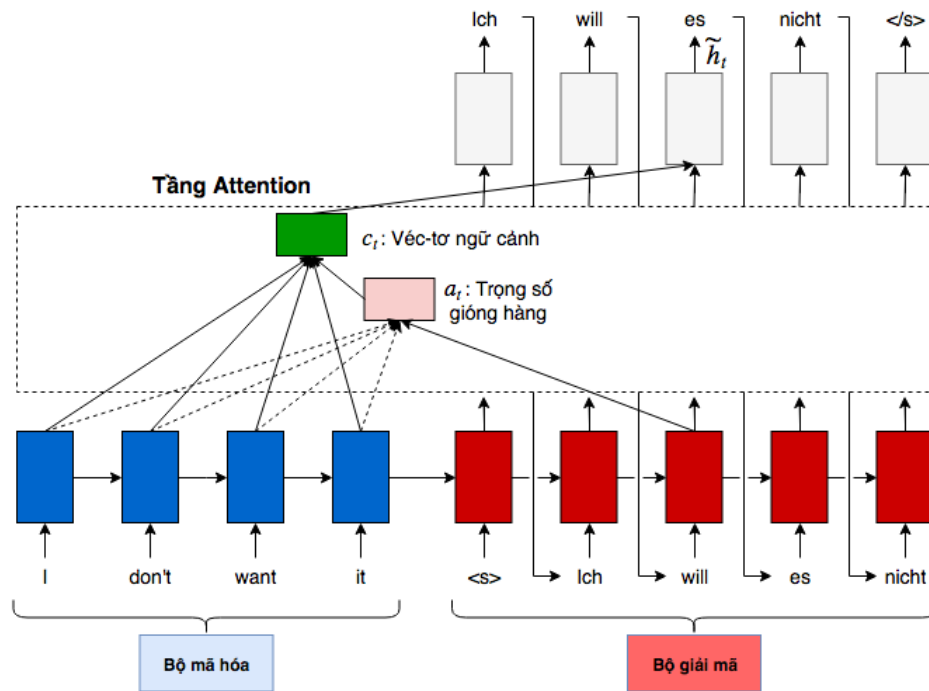 Ich will es nicht </s>
h̃ₜ
Tầng Attention
cₜ : Véc-tơ ngữ cảnh
aₜ : Trọng số
gióng hàng
I don't want it <s> Ich will es nicht
Bộ mã hóa Bộ giải mã